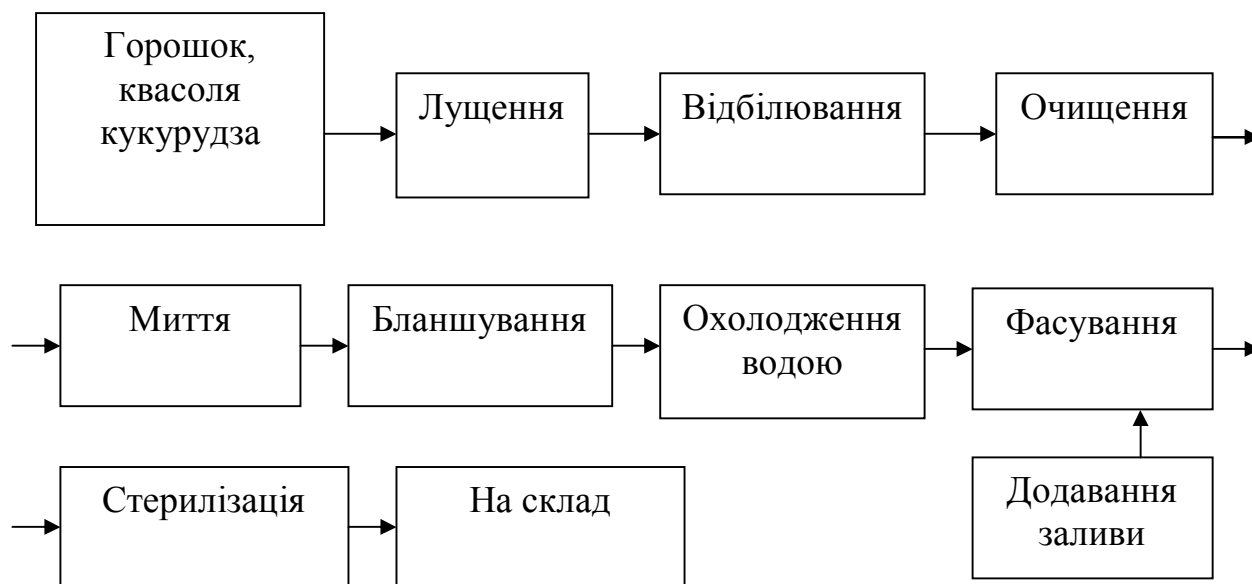 Горошок,
квасоля
кукурудза
Лущення
Відбілювання
Очищення
Миття
Бланшування
Охолодження
водою
Фасування
Стерилізація
На склад
Додавання
заливи